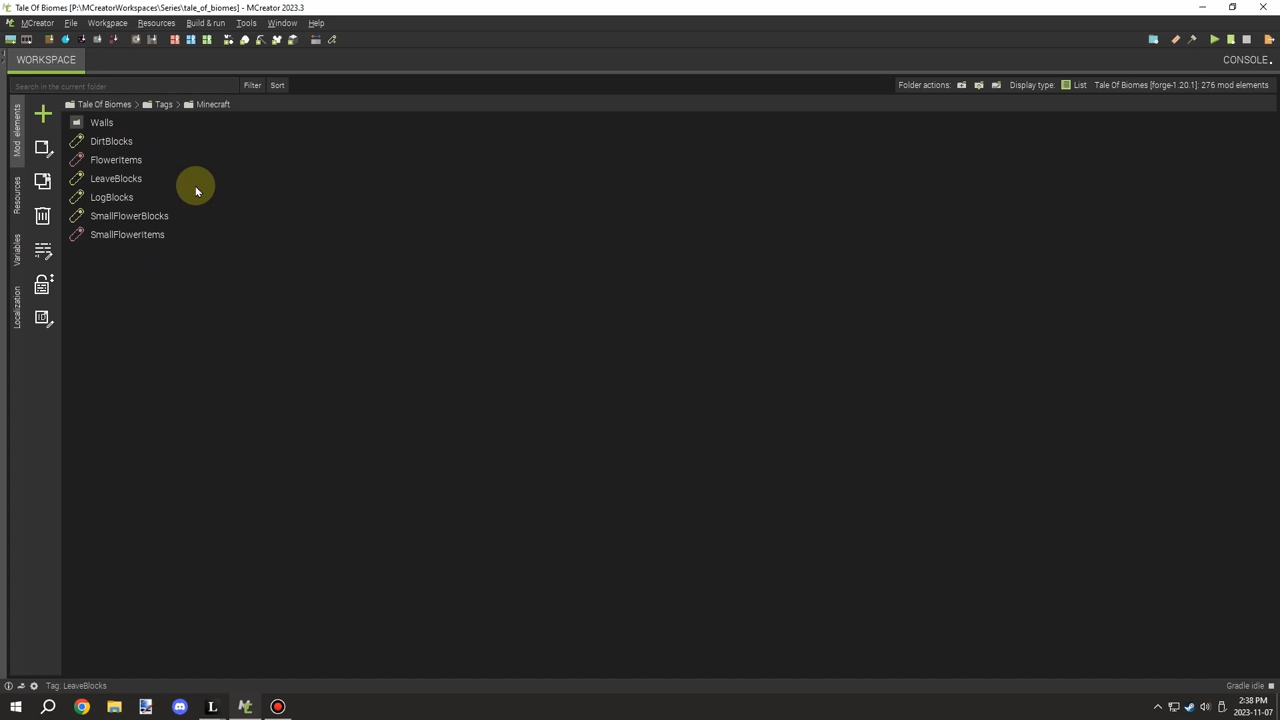 Tale Of Biomes [P:\MCreatorWorkspaces\Series\tale_of_biomes] - MCreator 2023.3
MCreator File Workspace Resources Build & run Tools Window Help
WORKSPACE
CONSOLE
Search in the current folder
Filter
Sort
Folder actions:
Display type: List
Tale Of Biomes [forge-1.20.1]: 276 mod elements
Tale Of Biomes > Tags > Minecraft
Mod elements
Resources
Variables
Localization
Walls
DirtBlocks
FlowerItems
LeaveBlocks
LogBlocks
SmallFlowerBlocks
SmallFlowerItems
Tag: LeaveBlocks
Gradle idle
2:38 PM
2023-11-07